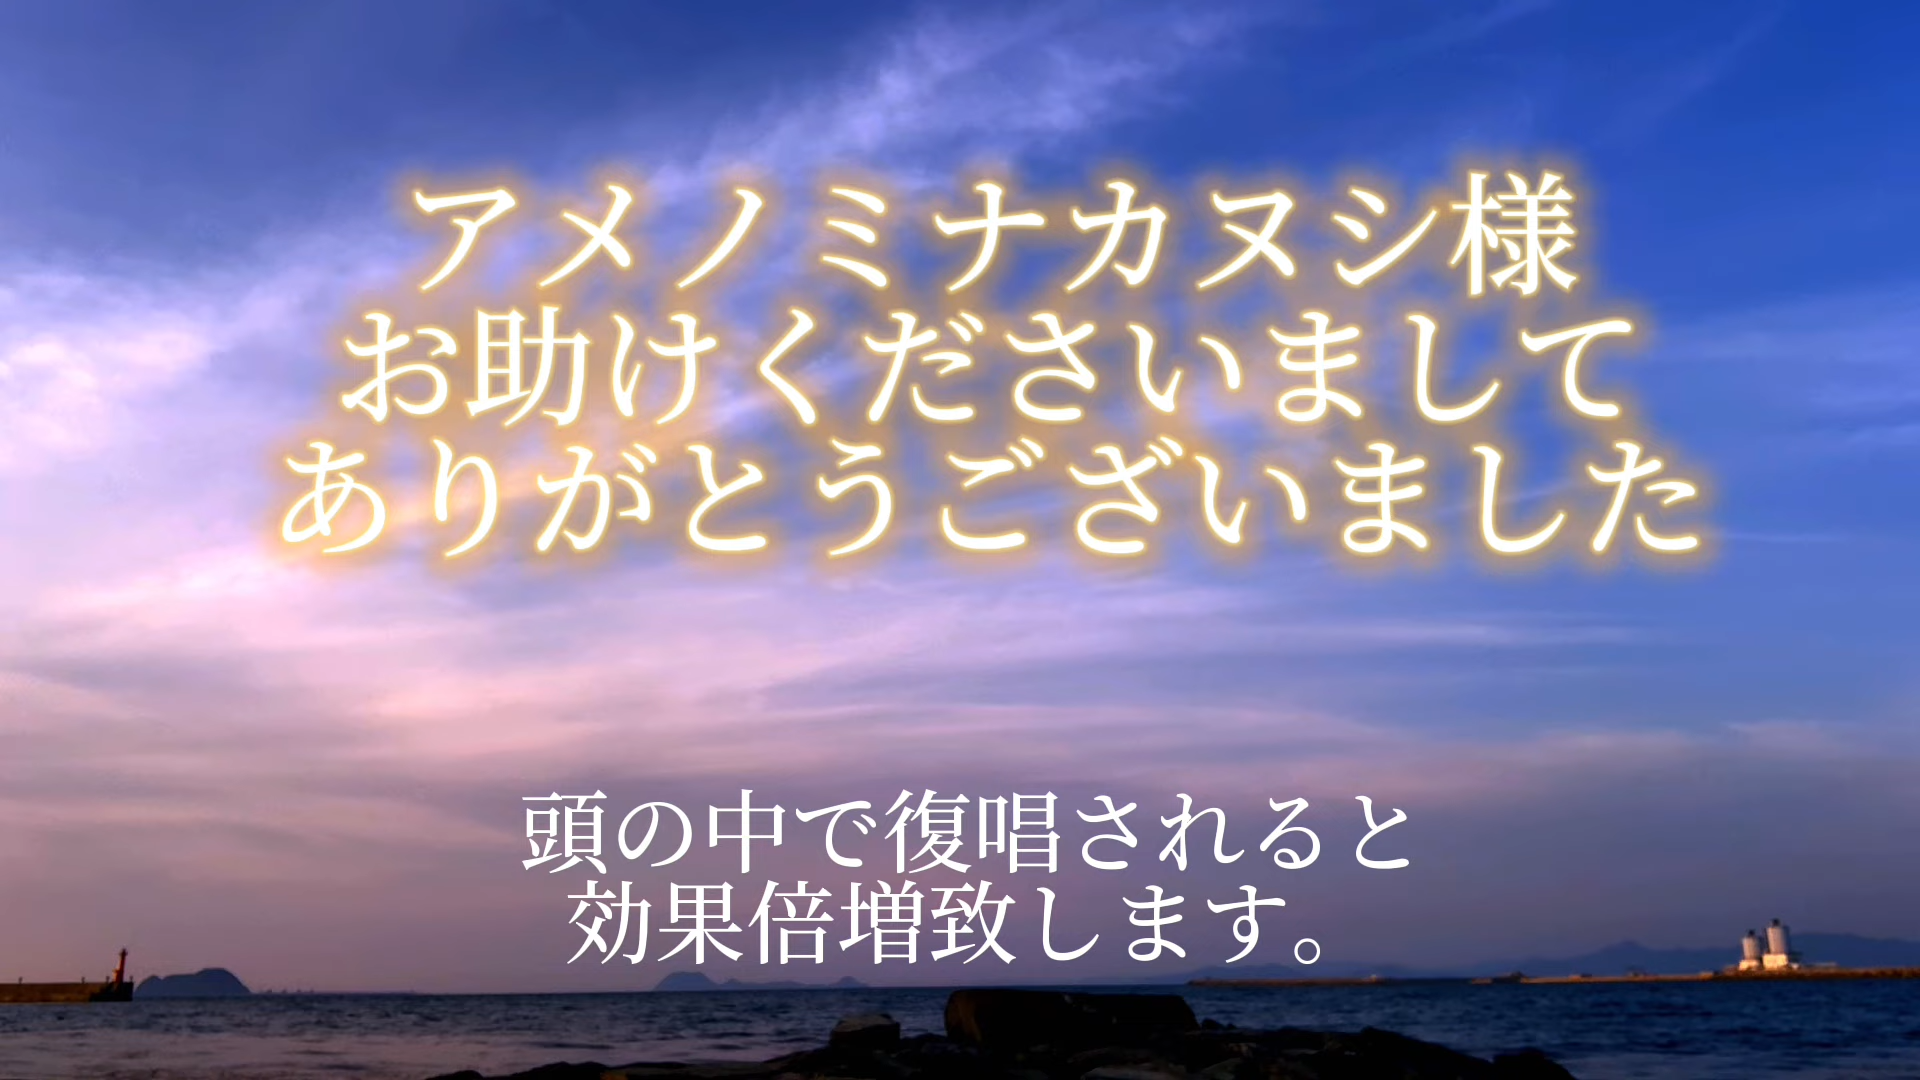 アメノミナカヌシ様
お助けくださいまして
ありがとうございました
頭の中で復唱されると
効果倍増致します。